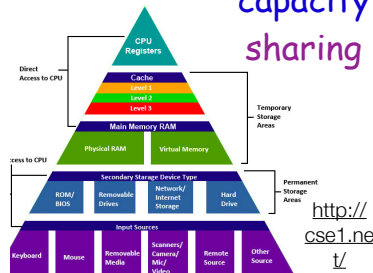 capacity
sharing
CPU
Registers
Direct
Access to CPU
Cache
Level 1
Level 2
Level 3
Temporary
Storage
Areas
Main Memory RAM
Physical RAM
Virtual Memory
ccess to CPU
Secondary Starage Device Type
ROM/
BIOS
Removable
Drives
Network/
Internet
Storage
Hard
Drive
Permanent
Storage
Areas
http://
cse1.ne
t/
Input Sources
Keyboard
Mouse
Removable
Media
Scanners/
Camera/
Mic/
Video
Remote
Source
Other
Source